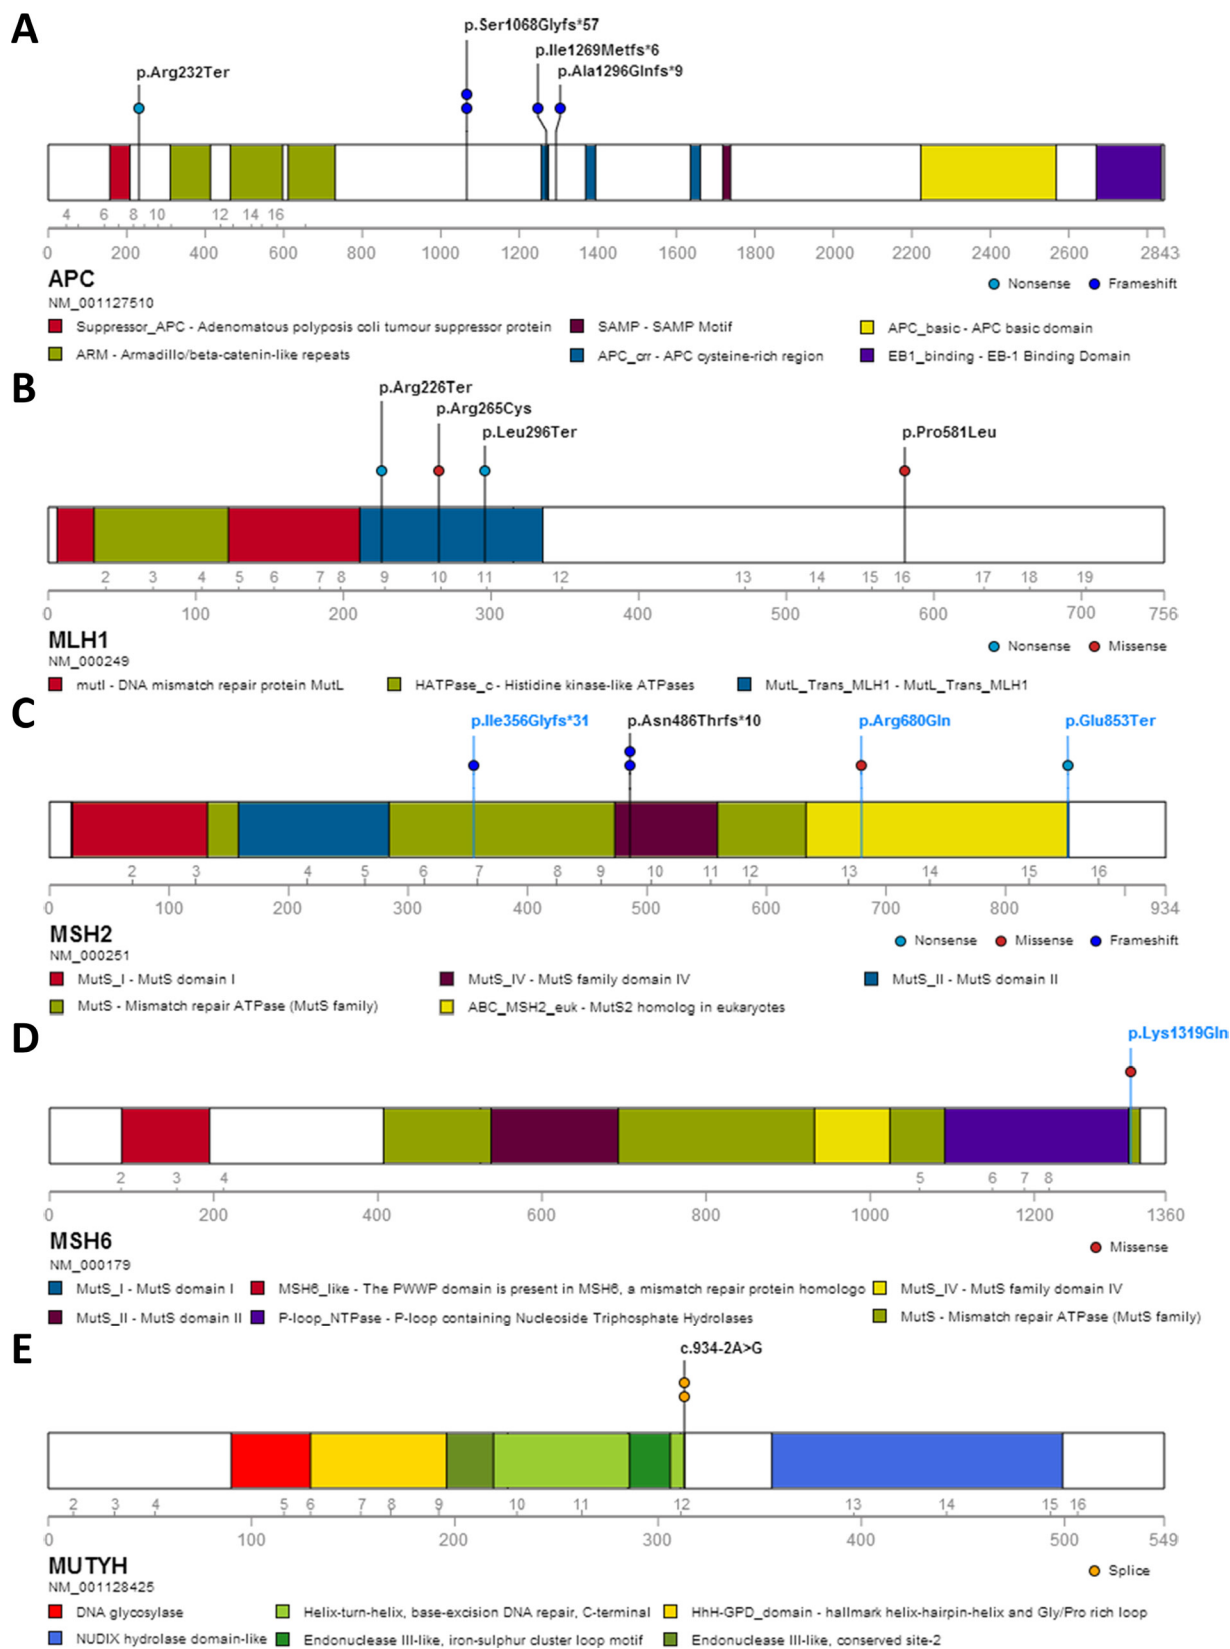 A
p.Ser1068Glyfs*57
p.Ile1269Metfs*6
p.Arg232Ter
p.Ala1296Glnfs*9
4 6 8 10 12 14 16
0 200 400 600 800 1000 1200 1400 1600 1800 2000 2200 2400 2600 2843
APC
NM_001127510
Nonsense Frameshift
Suppressor_APC - Adenomatous polyposis coli tumour suppressor protein SAMP - SAMP Motif APC_basic - APC basic domain
ARM - Armadillo/beta-catenin-like repeats APC_crr - APC cysteine-rich region EB1_binding - EB-1 Binding Domain
B
p.Arg226Ter
p.Arg265Cys
p.Leu296Ter p.Pro581Leu
2 3 4 5 6 7 8 9 10 11 12 13 14 15 16 17 18 19
0 100 200 300 400 500 600 700 756
MLH1
NM_000249
Nonsense Missense
mutl - DNA mismatch repair protein MutL HATPase_c - Histidine kinase-like ATPases MutL_Trans_MLH1 - MutL_Trans_MLH1
C
p.Ile356Glyfs*31 p.Asn486Thrfs*10 p.Arg680Gln p.Glu853Ter
2 3 4 5 6 7 8 9 10 11 12 13 14 15 16
0 100 200 300 400 500 600 700 800 934
MSH2
NM_000251
Nonsense Missense Frameshift
MutS_I - MutS domain I MutS_IV - MutS family domain IV MutS_II - MutS domain II
MutS - Mismatch repair ATPase (MutS family) ABC_MSH2_euk - MutS2 homolog in eukaryotes
D
p.Lys1319Gln
2 3 4 5 6 7 8
0 200 400 600 800 1000 1200 1360
MSH6
NM_000179
Missense
MutS_I - MutS domain I MSH6_like - The PWWP domain is present in MSH6, a mismatch repair protein homologo MutS_IV - MutS family domain IV
MutS_II - MutS domain II P-loop_NTPase - P-loop containing Nucleoside Triphosphate Hydrolases MutS - Mismatch repair ATPase (MutS family)
E
c.934-2A>G
2 3 4 5 6 7 8 9 10 11 12 13 14 15 16
0 100 200 300 400 500 549
MUTYH
NM_001128425
Splice
DNA glycosylase Helix-turn-helix, base-excision DNA repair, C-terminal HhH-GPD_domain - hallmark helix-hairpin-helix and Gly/Pro rich loop
NUDIX hydrolase domain-like Endonuclease III-like, iron-sulphur cluster loop motif Endonuclease III-like, conserved site-2